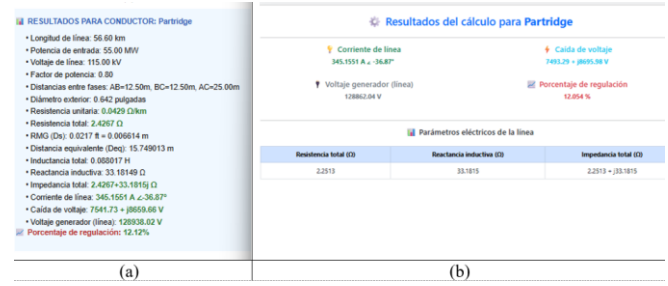 RESULTADOS PARA CONDUCTOR: Partridge
• Longitud de línea: 56.60 km
• Potencia de entrada: 55.00 MW
• Voltaje de línea: 115.00 kV
• Factor de potencia: 0.80
• Distancias entre fases: AB=12.50m, BC=12.50m, AC=25.00m
• Diámetro exterior: 0.642 pulgadas
• Resistencia unitaria: 0.0429 Ω/km
• Resistencia total: 2.4267 Ω
• RMG (Ds): 0.0217 ft = 0.006614 m
• Distancia equivalente (Deq): 15.749013 m
• Inductancia total: 0.088017 H
• Reactancia inductiva: 33.18149 Ω
• Impedancia total: 2.4267+33.1815j Ω
• Corriente de línea: 345.1551 A ∠-36.87°
• Caída de voltaje: 7541.73 + j8659.66 V
• Voltaje generador (línea): 128938.02 V
Porcentaje de regulación: 12.12%
(a)
Resultados del cálculo para Partridge
Corriente de línea
345.1551 A ∠ -36.87°
Caída de voltaje
7493.29 + j8695.98 V
Voltaje generador (línea)
128862.04 V
Porcentaje de regulación
12.054 %
Parámetros eléctricos de la línea
Resistencia total (Ω) Reactancia inductiva (Ω) Impedancia total (Ω)
2.2513 33.1815 2.2513 + j33.1815
(b)